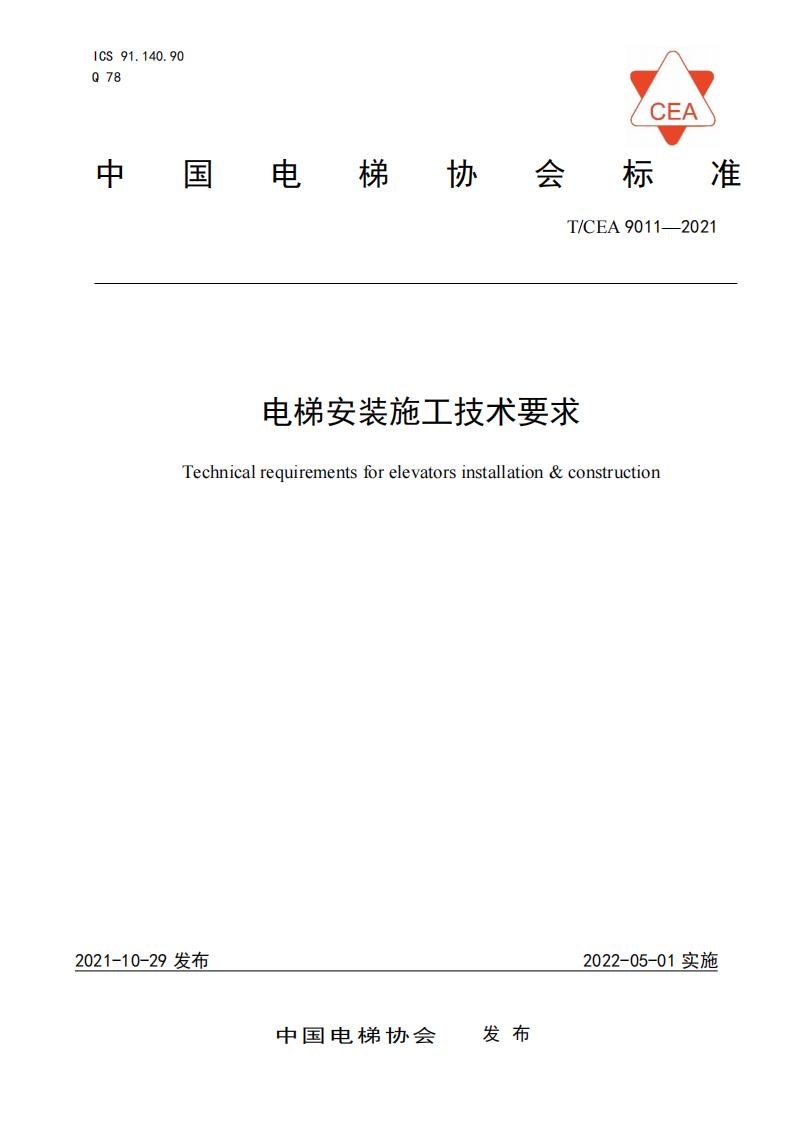 ICS 91.140.90
Q 78
CEA
中国电梯协会标准
T/CEA 9011—2021
电梯安装施工技术要求
Technical requirements for elevators installation & construction
2021-10-29 发布 2022-05-01 实施
中国电梯协会 发布